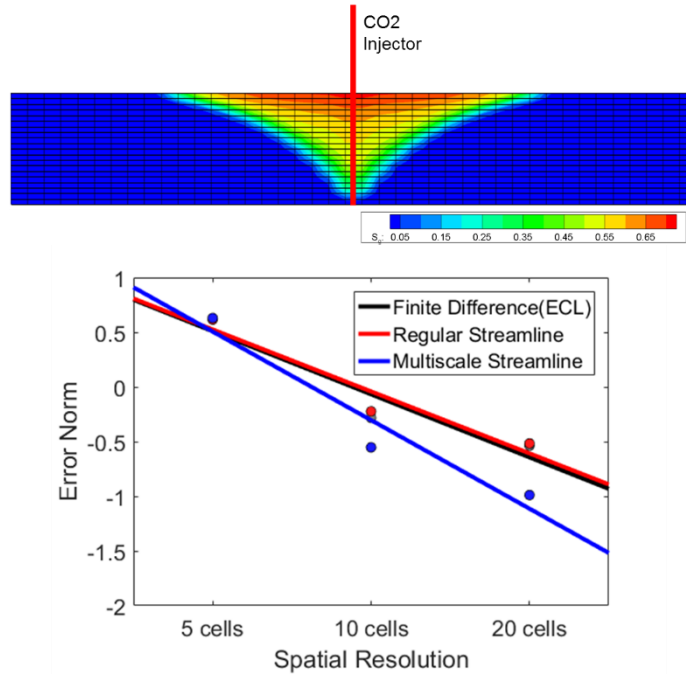 CO2
Injector
Sg: 0.05 0.15 0.25 0.35 0.45 0.55 0.65
1
0.5
0
-0.5
-1
-1.5
-2
Error Norm
Finite Difference(ECL)
Regular Streamline
Multiscale Streamline
5 cells 10 cells 20 cells
Spatial Resolution